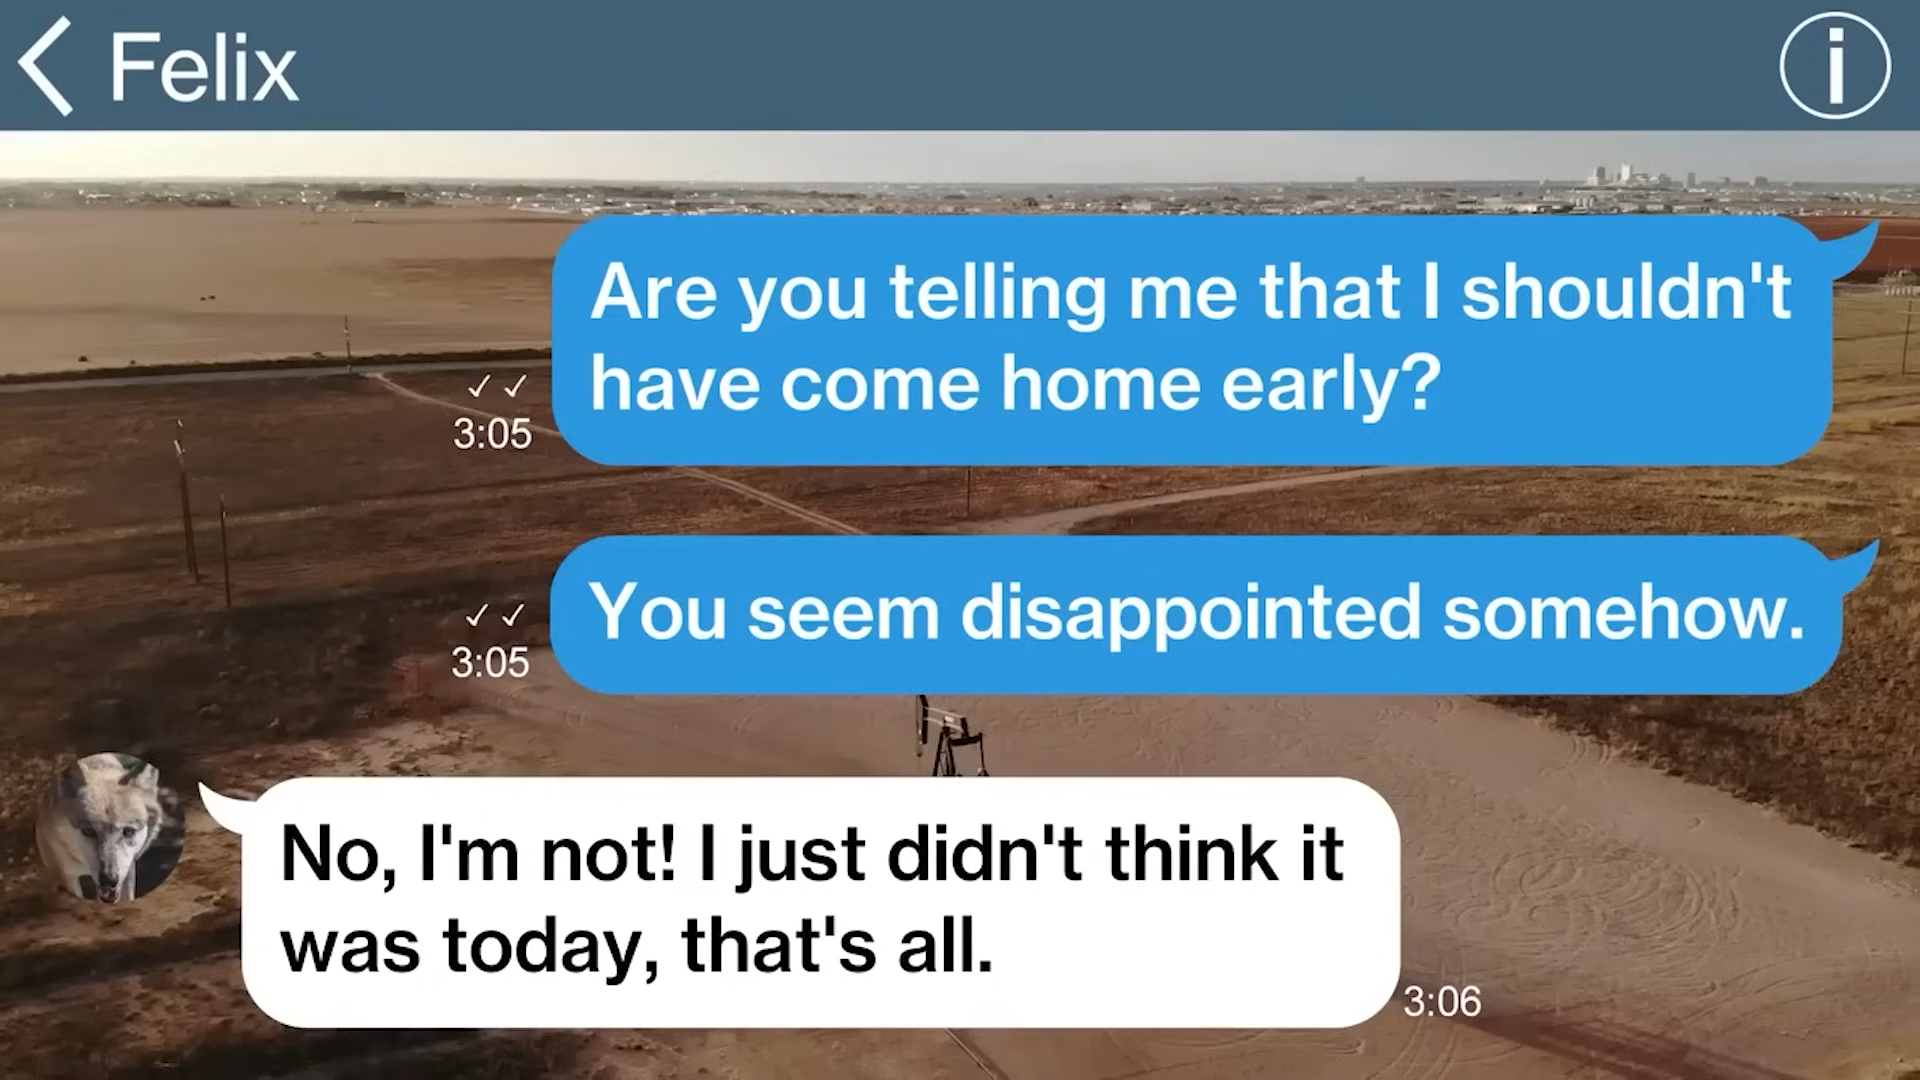 Felix
Are you telling me that I shouldn't
have come home early?
3:05
You seem disappointed somehow.
3:05
No, I'm not! I just didn't think it
was today, that's all.
3:06